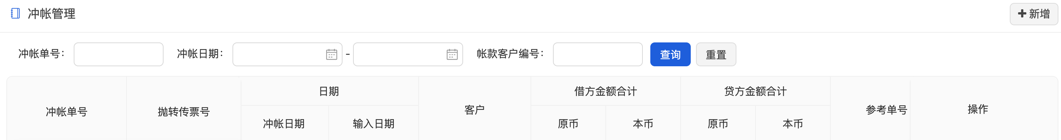 冲帐管理
+ 新增
冲帐单号： 冲帐日期： - 帐款客户编号： 查询 重置
冲帐单号 抛转传票号 日期 客户 借方金额合计 贷方金额合计 参考单号 操作
冲帐日期 输入日期 原币 本币 原币 本币